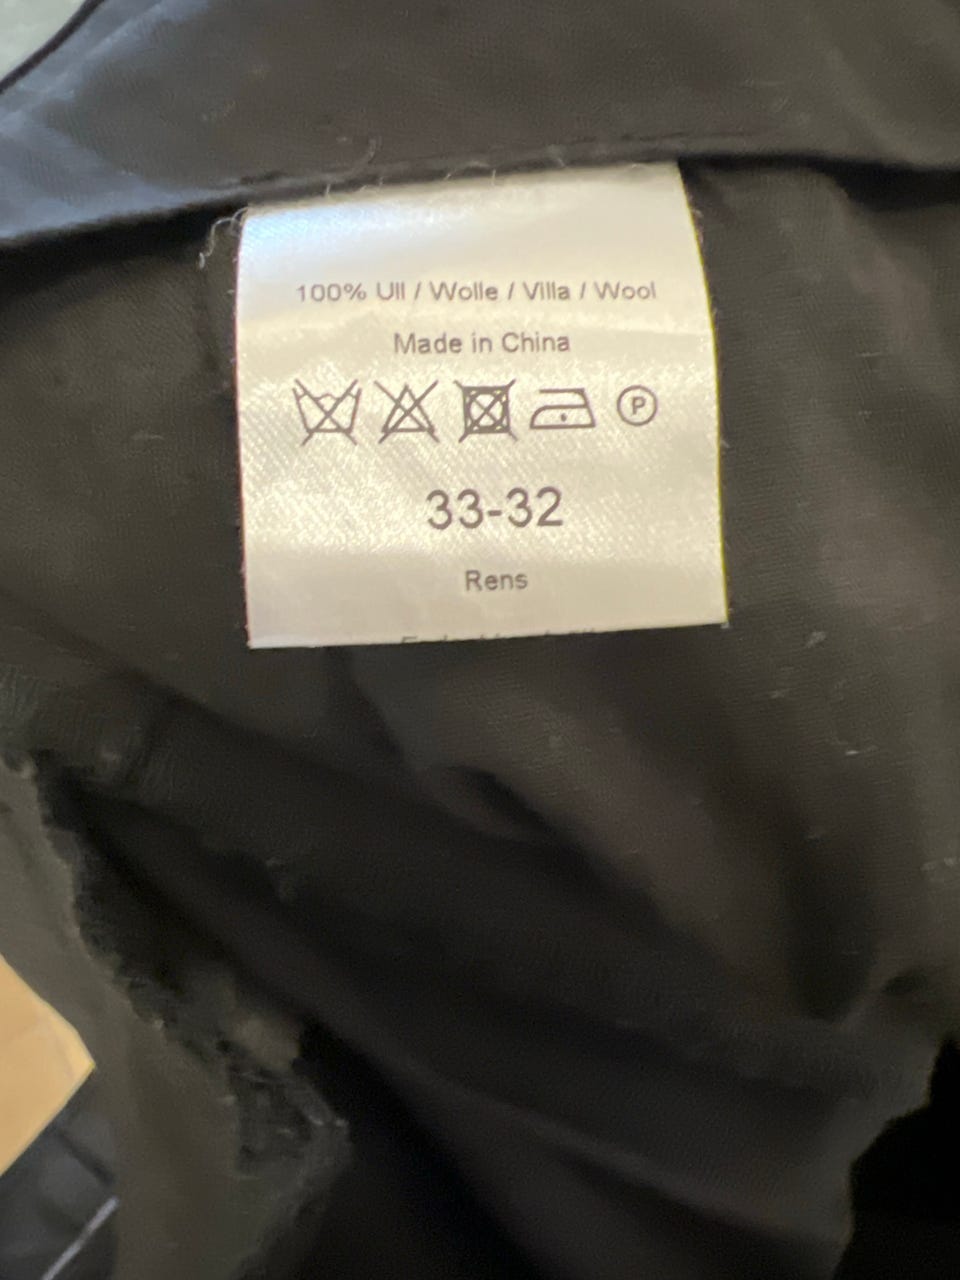 100% Ull / Wolle / Villa / Wool
Made in China
P
33-32
Rens